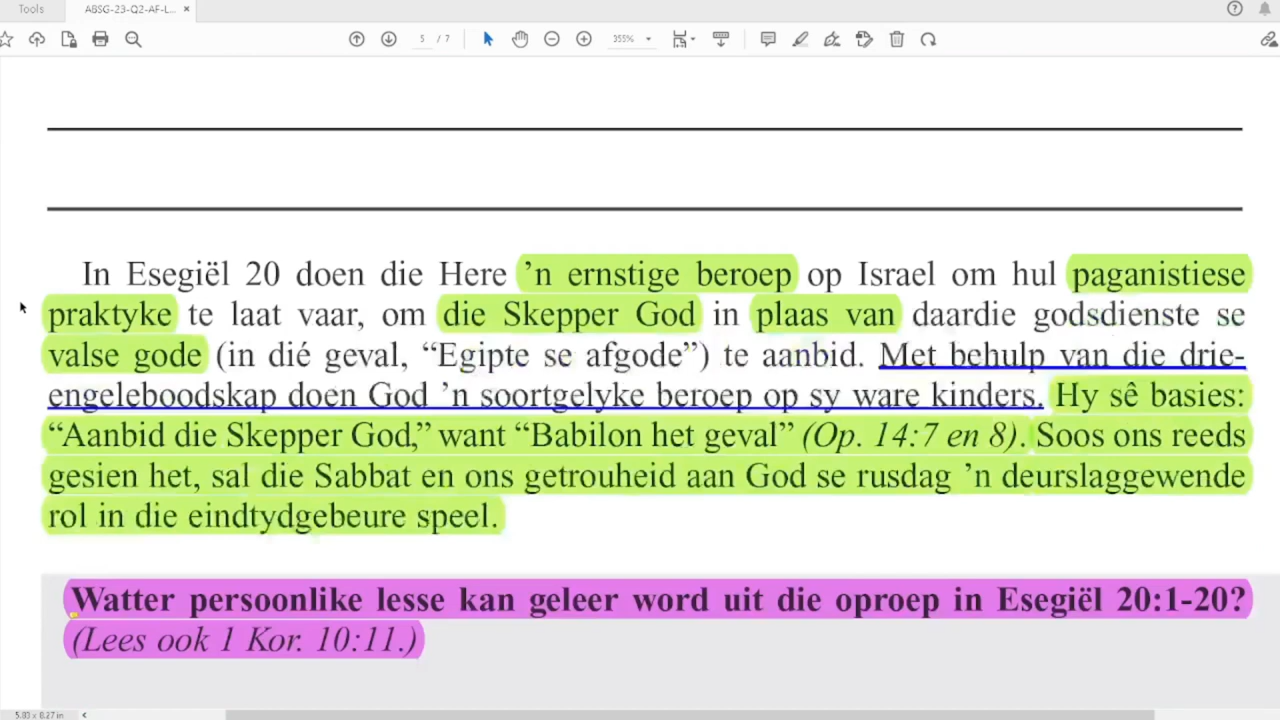 Tools
ABSG-23-Q2-AF-L... ×
5 / 7
355%
In Esegiël 20 doen die Here ’n ernstige beroep op Israel om hul paganistiese
praktyke te laat vaar, om die Skepper God in plaas van daardie godsdienste se
valse gode (in dié geval, “Egipte se afgode”) te aanbid. Met behulp van die drie-
engeleboodskap doen God ’n soortgelyke beroep op sy ware kinders. Hy sê basies:
“Aanbid die Skepper God,” want “Babilon het geval” (Op. 14:7 en 8). Soos ons reeds
gesien het, sal die Sabbat en ons getrouheid aan God se rusdag ’n deurslaggewende
rol in die eindtydgebeure speel.
Watter persoonlike lesse kan geleer word uit die oproep in Esegiël 20:1-20?
(Lees ook 1 Kor. 10:11.)
5.83 x 8.27 in